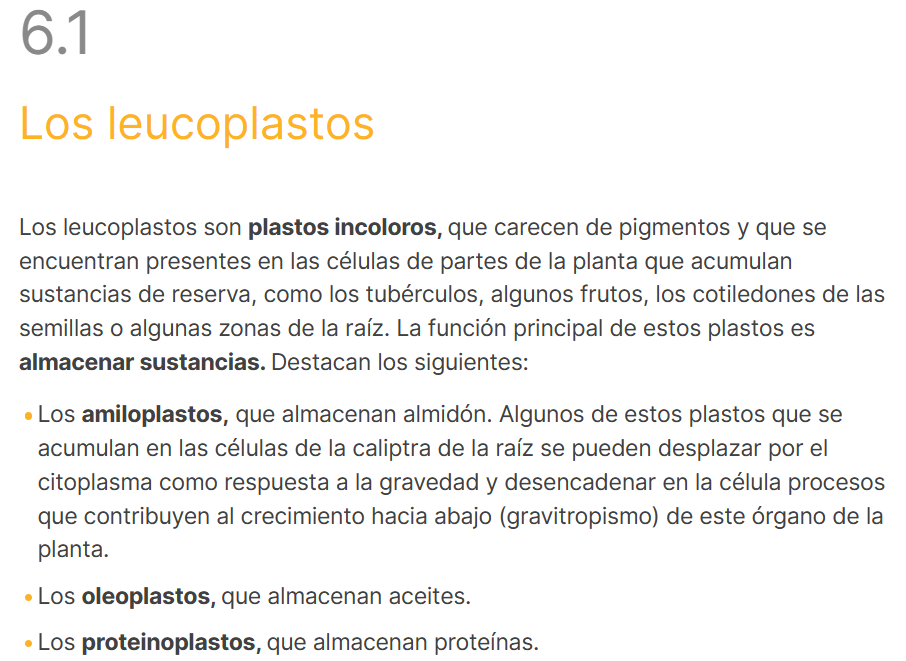 6.1
Los leucoplastos
Los leucoplastos son plastos incoloros, que carecen de pigmentos y que se
encuentran presentes en las células de partes de la planta que acumulan
sustancias de reserva, como los tubérculos, algunos frutos, los cotiledones de las
semillas o algunas zonas de la raíz. La función principal de estos plastos es
almacenar sustancias. Destacan los siguientes:
• Los amiloplastos, que almacenan almidón. Algunos de estos plastos que se
acumulan en las células de la caliptra de la raíz se pueden desplazar por el
citoplasma como respuesta a la gravedad y desencadenar en la célula procesos
que contribuyen al crecimiento hacia abajo (gravitropismo) de este órgano de la
planta.
• Los oleoplastos, que almacenan aceites.
• Los proteinoplastos, que almacenan proteínas.